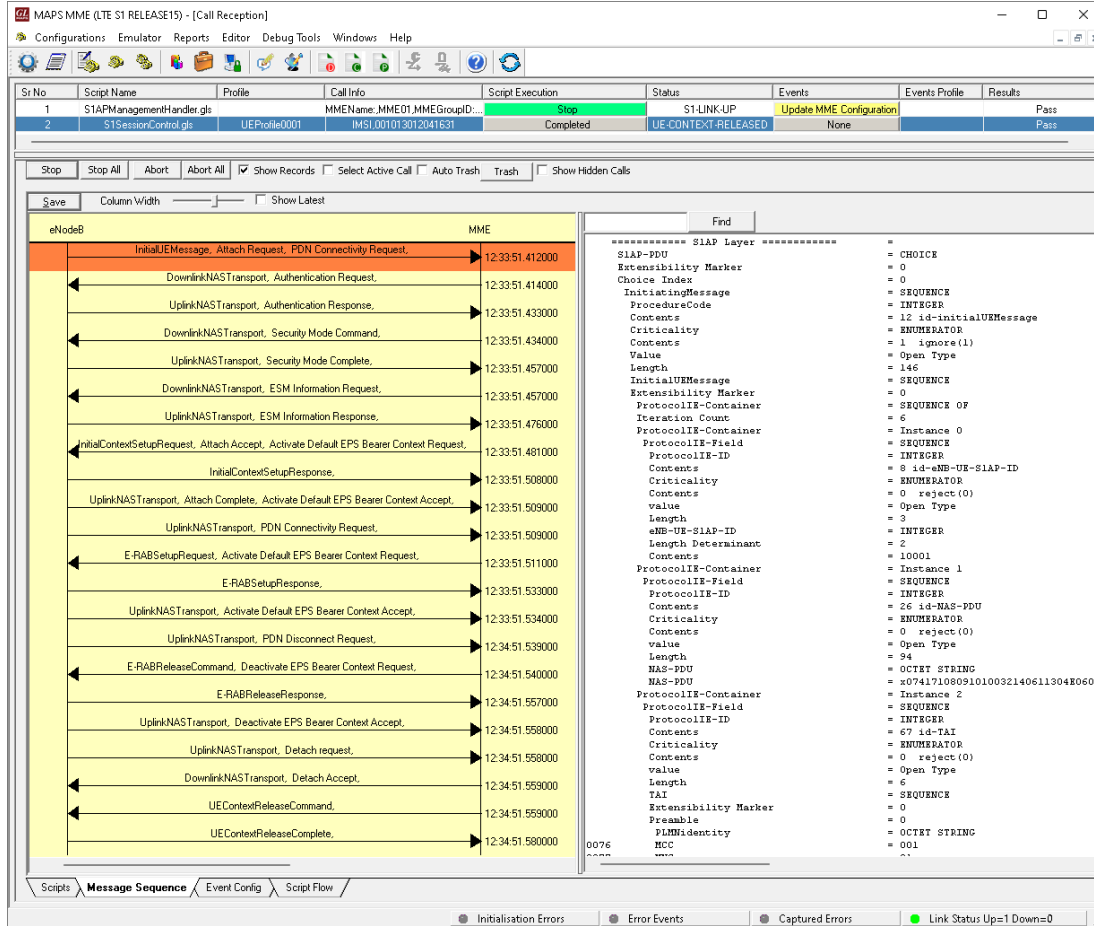 GL MAPS MME (LTE S1 RELEASE15) - [Call Reception]
Configurations Emulator Reports Editor Debug Tools Windows Help
Sr No Script Name Profile Call Info Script Execution Status Events Events Profile Results
1 S1APManagementHandler.gls MMEName:,MME01,MMEGroupID:... Stop S1-LINK-UP Update MME Configuration Pass
2 S1SessionControl.gls UEProfile0001 IMSI,001013012041631 Completed UE-CONTEXT-RELEASED None Pass
Stop Stop All Abort Abort All Show Records Select Active Call Auto Trash Trash Show Hidden Calls
Save Column Width Show Latest
Find
eNodeB MME
InitialUEMessage, Attach Request, PDN Connectivity Request,
12:33:51.412000
DownlinkNASTransport, Authentication Request,
12:33:51.414000
UplinkNASTransport, Authentication Response,
12:33:51.433000
DownlinkNASTransport, Security Mode Command,
12:33:51.434000
UplinkNASTransport, Security Mode Complete,
12:33:51.457000
DownlinkNASTransport, ESM Information Request,
12:33:51.457000
UplinkNASTransport, ESM Information Response,
12:33:51.476000
InitialContextSetupRequest, Attach Accept, Activate Default EPS Bearer Context Request,
12:33:51.481000
InitialContextSetupResponse,
12:33:51.508000
UplinkNASTransport, Attach Complete, Activate Default EPS Bearer Context Accept,
12:33:51.509000
UplinkNASTransport, PDN Connectivity Request,
12:33:51.509000
E-RABSetupRequest, Activate Default EPS Bearer Context Request,
12:33:51.511000
E-RABSetupResponse,
12:33:51.533000
UplinkNASTransport, Activate Default EPS Bearer Context Accept,
12:33:51.534000
UplinkNASTransport, PDN Disconnect Request,
12:34:51.539000
E-RABReleaseCommand, Deactivate EPS Bearer Context Request,
12:34:51.540000
E-RABReleaseResponse,
12:34:51.557000
UplinkNASTransport, Deactivate EPS Bearer Context Accept,
12:34:51.558000
UplinkNASTransport, Detach request,
12:34:51.558000
DownlinkNASTransport, Detach Accept,
12:34:51.559000
UEContextReleaseCommand,
12:34:51.559000
UEContextReleaseComplete,
12:34:51.580000
============ S1AP Layer ============ =
S1AP-PDU = CHOICE
Extensibility Marker = 0
Choice Index = 0
InitiatingMessage = SEQUENCE
ProcedureCode = INTEGER
Contents = 12 id-initialUEMessage
Criticality = ENUMERATOR
Contents = 1 ignore(1)
Value = Open Type
Length = 146
InitialUEMessage = SEQUENCE
Extensibility Marker = 0
ProtocolIE-Container = SEQUENCE OF
Iteration Count = 6
ProtocolIE-Container = Instance 0
ProtocolIE-Field = SEQUENCE
ProtocolIE-ID = INTEGER
Contents = 8 id-eNB-UE-S1AP-ID
Criticality = ENUMERATOR
Contents = 0 reject(0)
value = Open Type
Length = 3
eNB-UE-S1AP-ID = INTEGER
Length Determinant = 2
Contents = 10001
ProtocolIE-Container = Instance 1
ProtocolIE-Field = SEQUENCE
ProtocolIE-ID = INTEGER
Contents = 26 id-NAS-PDU
Criticality = ENUMERATOR
Contents = 0 reject(0)
value = Open Type
Length = 94
NAS-PDU = OCTET STRING
NAS-PDU = x0741710809101003214061130​4E060
ProtocolIE-Container = Instance 2
ProtocolIE-Field = SEQUENCE
ProtocolIE-ID = INTEGER
Contents = 67 id-TAI
Criticality = ENUMERATOR
Contents = 0 reject(0)
value = Open Type
Length = 6
TAI = SEQUENCE
Extensibility Marker = 0
Preamble = 0
PLMNidentity = OCTET STRING
0076 MCC = 001
Scripts Message Sequence Event Config Script Flow
Initialisation Errors Error Events Captured Errors Link Status Up=1 Down=0